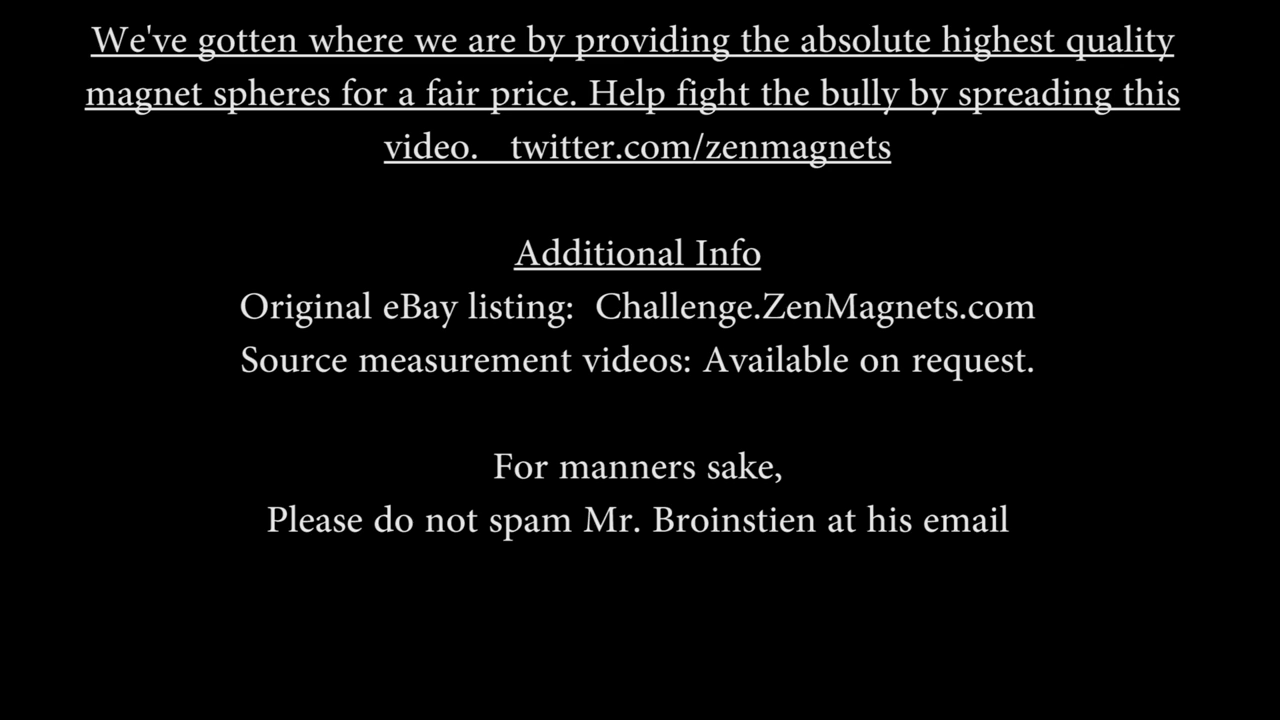 We've gotten where we are by providing the absolute highest quality
magnet spheres for a fair price. Help fight the bully by spreading this
video.   twitter.com/zenmagnets
Additional Info
Original eBay listing:  Challenge.ZenMagnets.com
Source measurement videos: Available on request.
For manners sake,
Please do not spam Mr. Broinstien at his email